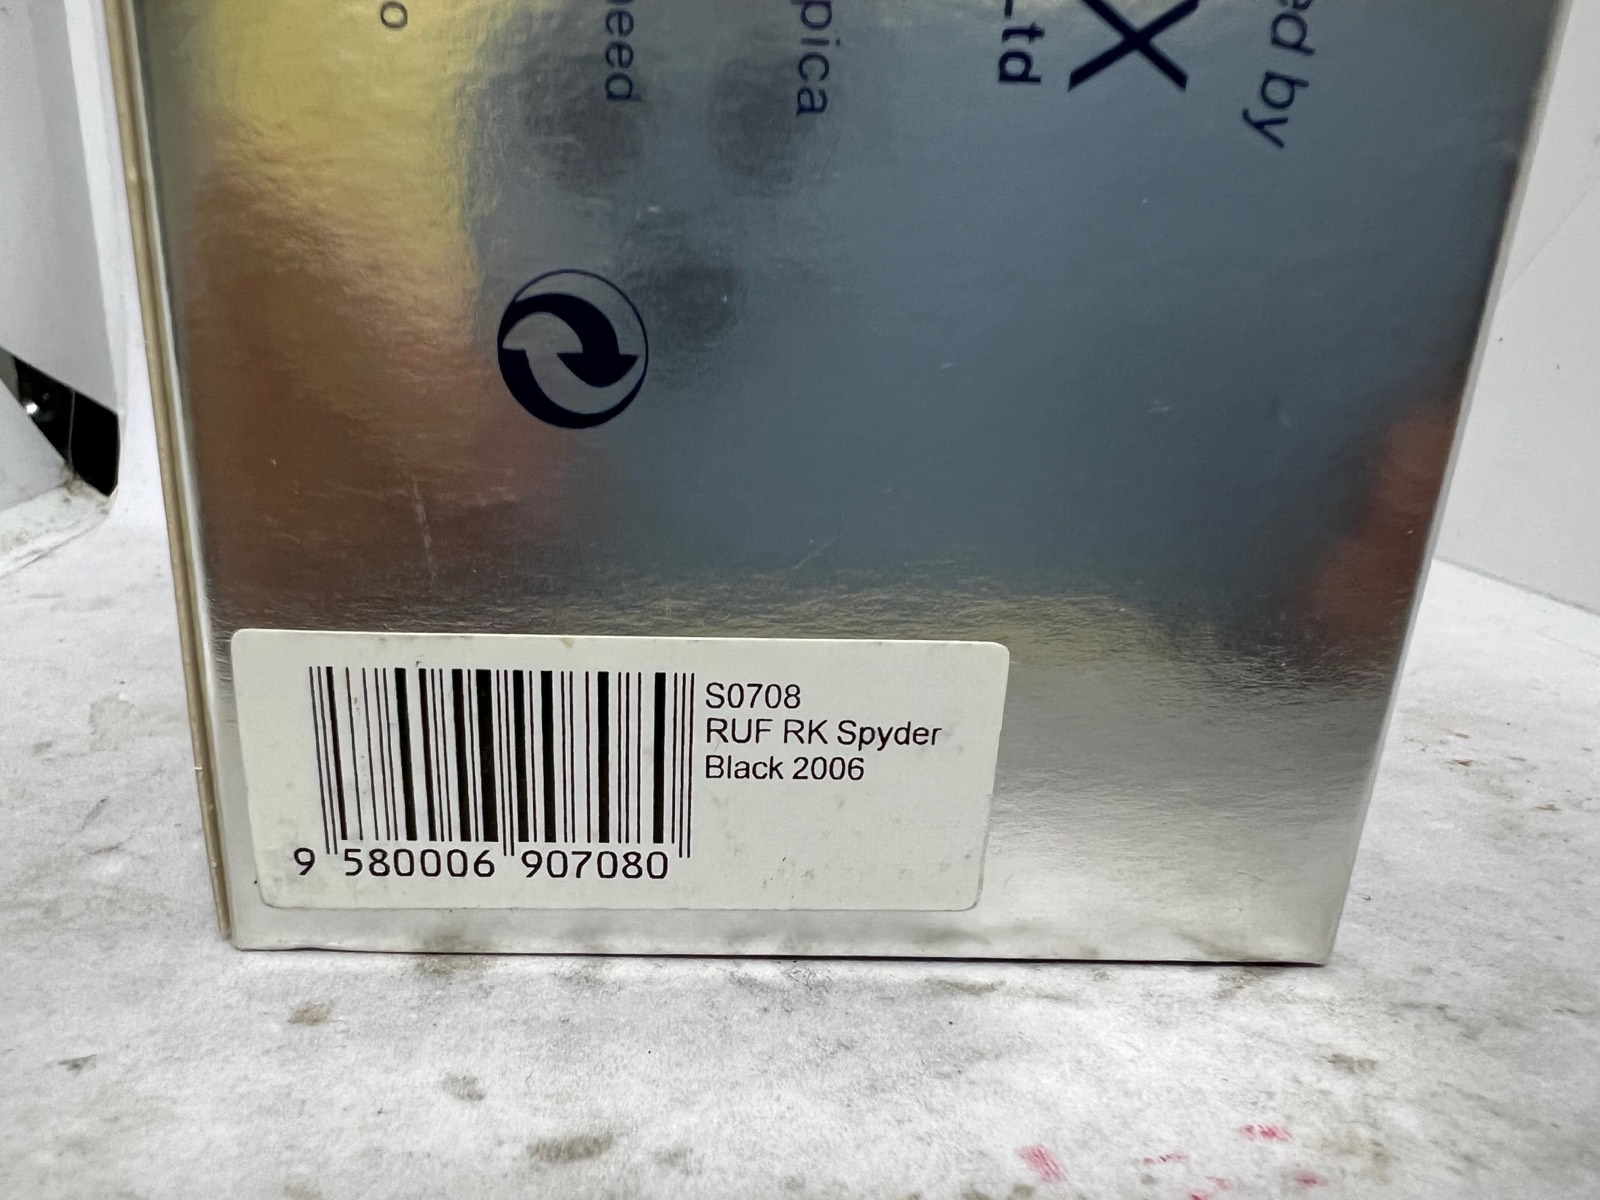 S0708
RUF RK Spyder
Black 2006
9 580006 907080
ed by
X
Ltd
pica
eed
o